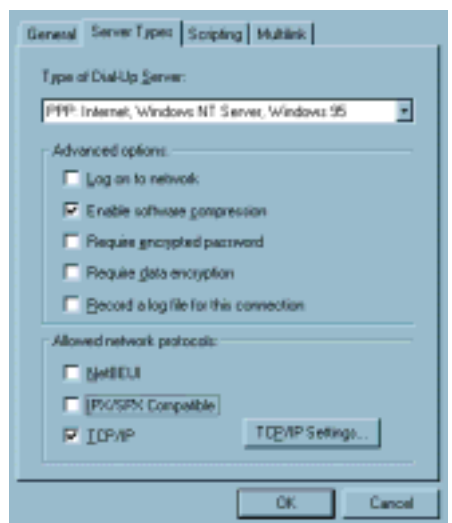 General Server Types Scripting Multilink
Type of Dial-Up Server:
PPP: Internet, Windows NT Server, Windows 95
Advanced options:
Log on to network
Enable software compression
Require encrypted password
Require data encryption
Record a log file for this connection
Allowed network protocols:
NetBEUI
IPX/SPX Compatible
TCP/IP TCP/IP Settings...
OK Cancel